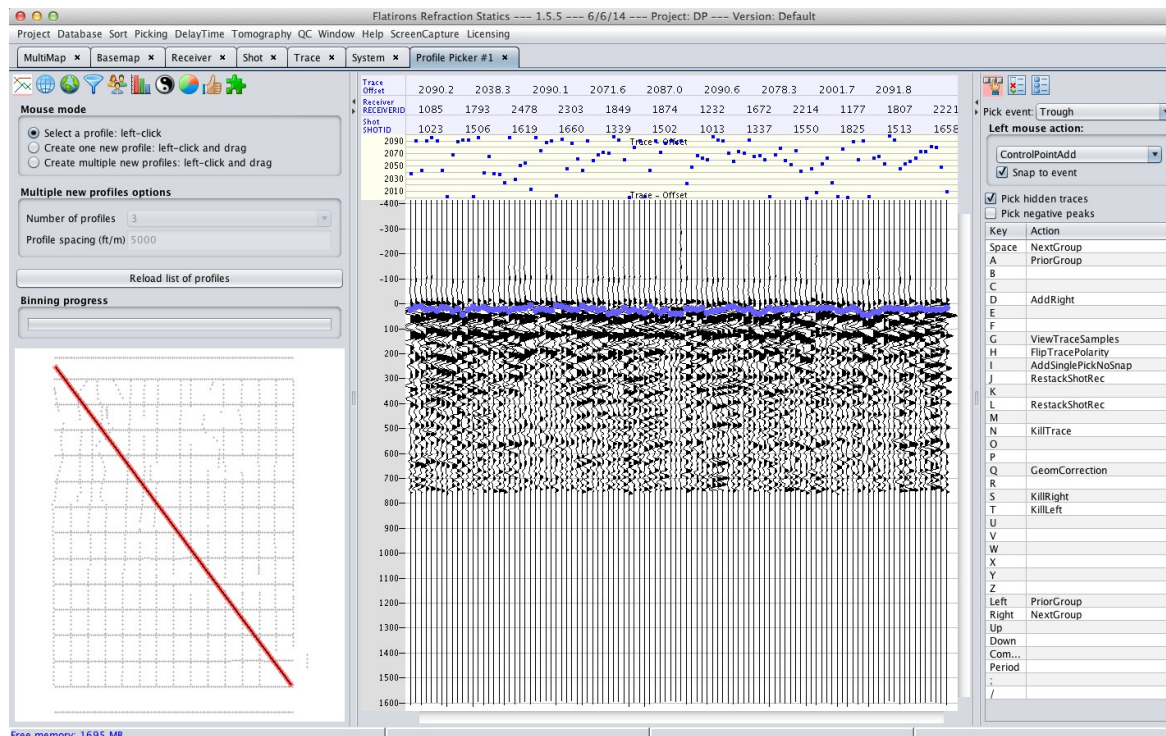 Flatirons Refraction Statics --- 1.5.5 --- 6/6/14 --- Project: DP --- Version: Default
Project Database Sort Picking DelayTime Tomography QC Window Help ScreenCapture Licensing
MultiMap × Basemap × Receiver × Shot × Trace × System × Profile Picker #1 ×
Mouse mode
Select a profile: left-click
Create one new profile: left-click and drag
Create multiple new profiles: left-click and drag
Multiple new profiles options
Number of profiles 3
Profile spacing (ft/m) 5000
Reload list of profiles
Binning progress
Trace Offset 2090.2 2038.3 2090.1 2071.6 2087.0 2090.6 2078.3 2001.7 2091.8
Receiver RECEIVERID 1085 1793 2478 2303 1849 1874 1232 1672 2214 1177 1807 2221
Shot SHOTID 1023 1506 1619 1660 1339 1502 1013 1337 1550 1825 1513 1658
Trace - Offset
2090
2070
2050
2030
2010
Trace - Offset
-400
-300
-200
-100
0
100
200
300
400
500
600
700
800
900
1000
1100
1200
1300
1400
1500
1600
Pick event: Trough
Left mouse action:
ControlPointAdd
Snap to event
Pick hidden traces
Pick negative peaks
Key Action
Space NextGroup
A PriorGroup
B
C
D AddRight
E
F
G ViewTraceSamples
H FlipTracePolarity
I AddSinglePickNoSnap
J RestackShotRec
K
L RestackShotRec
M
N KillTrace
O
P
Q GeomCorrection
R
S KillRight
T KillLeft
U
V
W
X
Y
Z
Left PriorGroup
Right NextGroup
Up
Down
Com...
Period
;
/
Free memory: 1695 MB